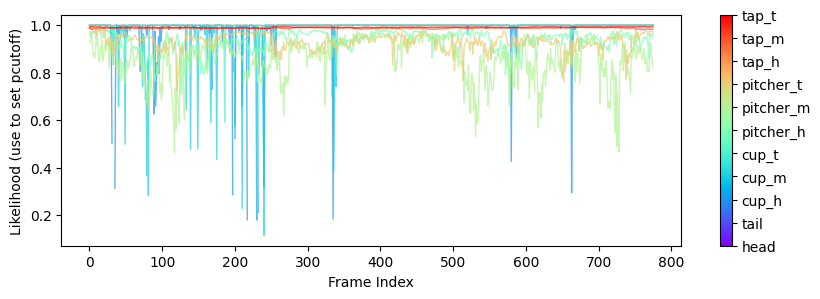 Likelihood (use to set pcutoff)
1.0
0.8
0.6
0.4
0.2
0
100
200
300
400
500
600
700
800
Frame Index
tap_t
tap_m
tap_h
pitcher_t
pitcher_m
pitcher_h
cup_t
cup_m
cup_h
tail
head